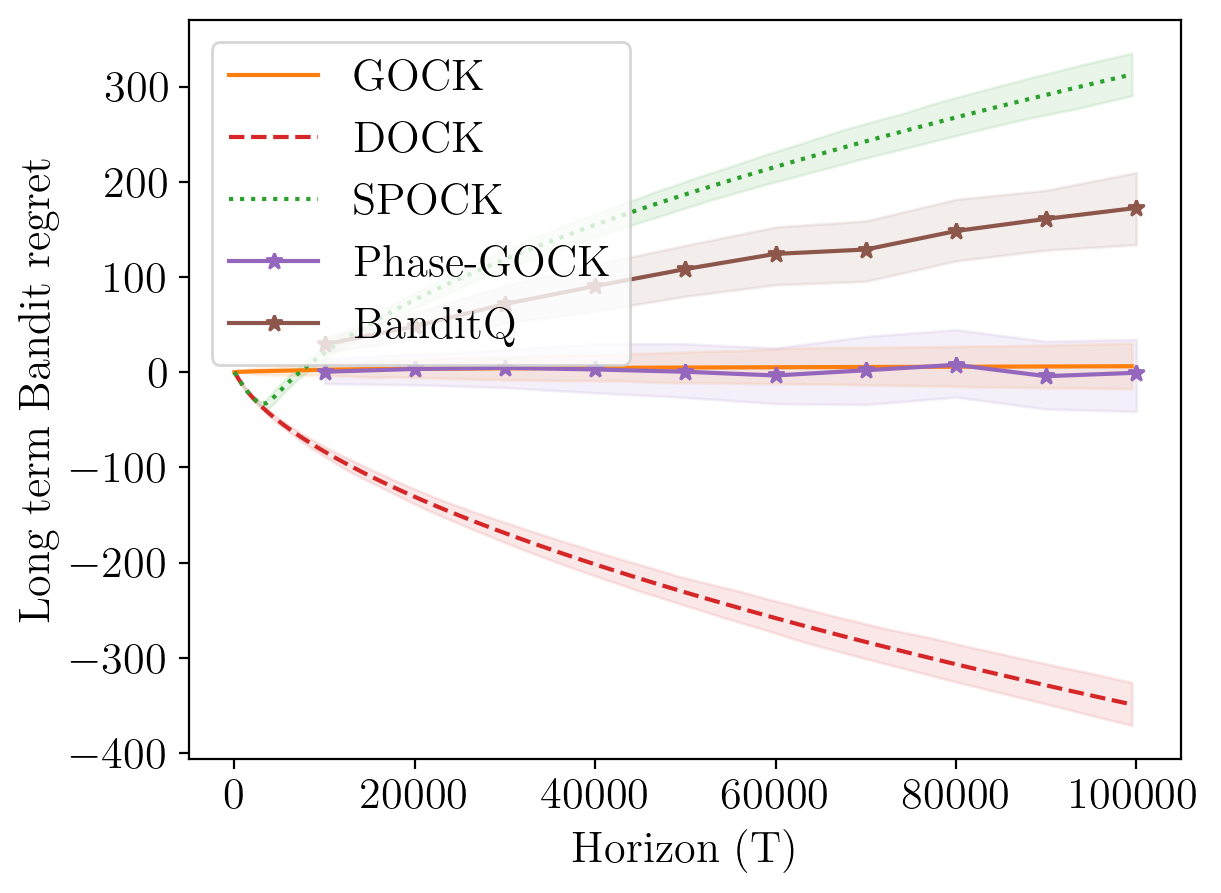 GOCK
DOCK
SPOCK
Phase-GOCK
BanditQ
Long term Bandit regret
300
200
100
0
−100
−200
−300
−400
0 20000 40000 60000 80000 100000
Horizon (T)